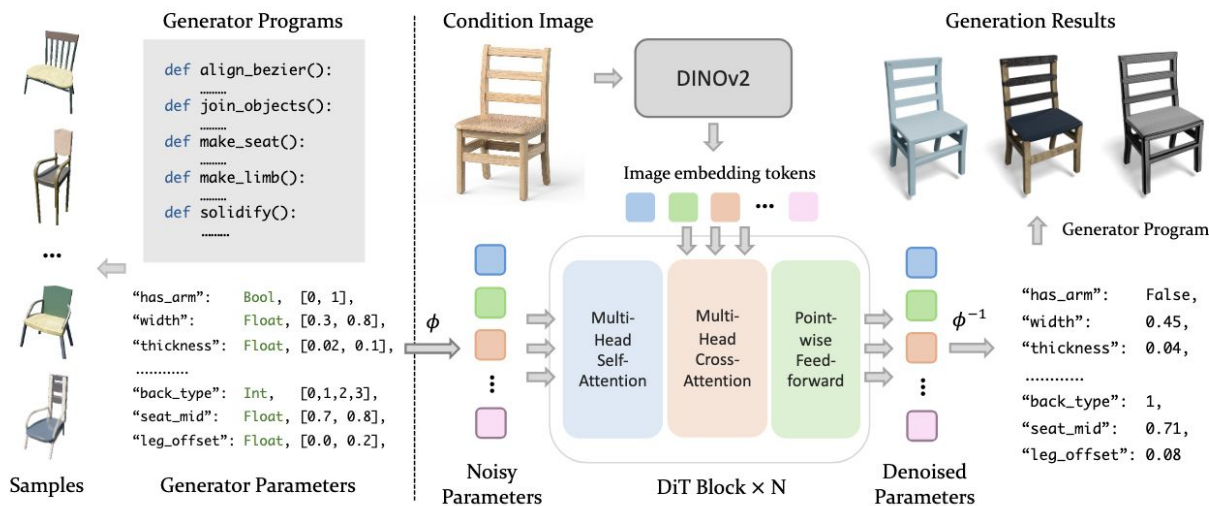 Generator Programs
def align_bezier():
………
def join_objects():
………
def make_seat():
………
def make_limb():
………
def solidify():
………
...
"has_arm": Bool, [0, 1],
"width": Float, [0.3, 0.8],
"thickness": Float, [0.02, 0.1],
…………
"back_type": Int, [0,1,2,3],
"seat_mid": Float, [0.7, 0.8],
"leg_offset": Float, [0.0, 0.2],
Samples
Generator Parameters
ϕ
Condition Image
DINOv2
Image embedding tokens
...
Multi-
Head
Self-
Attention
Multi-
Head
Cross-
Attention
Point-
wise
Feed-
forward
Noisy
Parameters
DiT Block × N
Denoised
Parameters
ϕ⁻¹
Generation Results
Generator Program
"has_arm": False,
"width": 0.45,
"thickness": 0.04,
…………
"back_type": 1,
"seat_mid": 0.71,
"leg_offset": 0.08